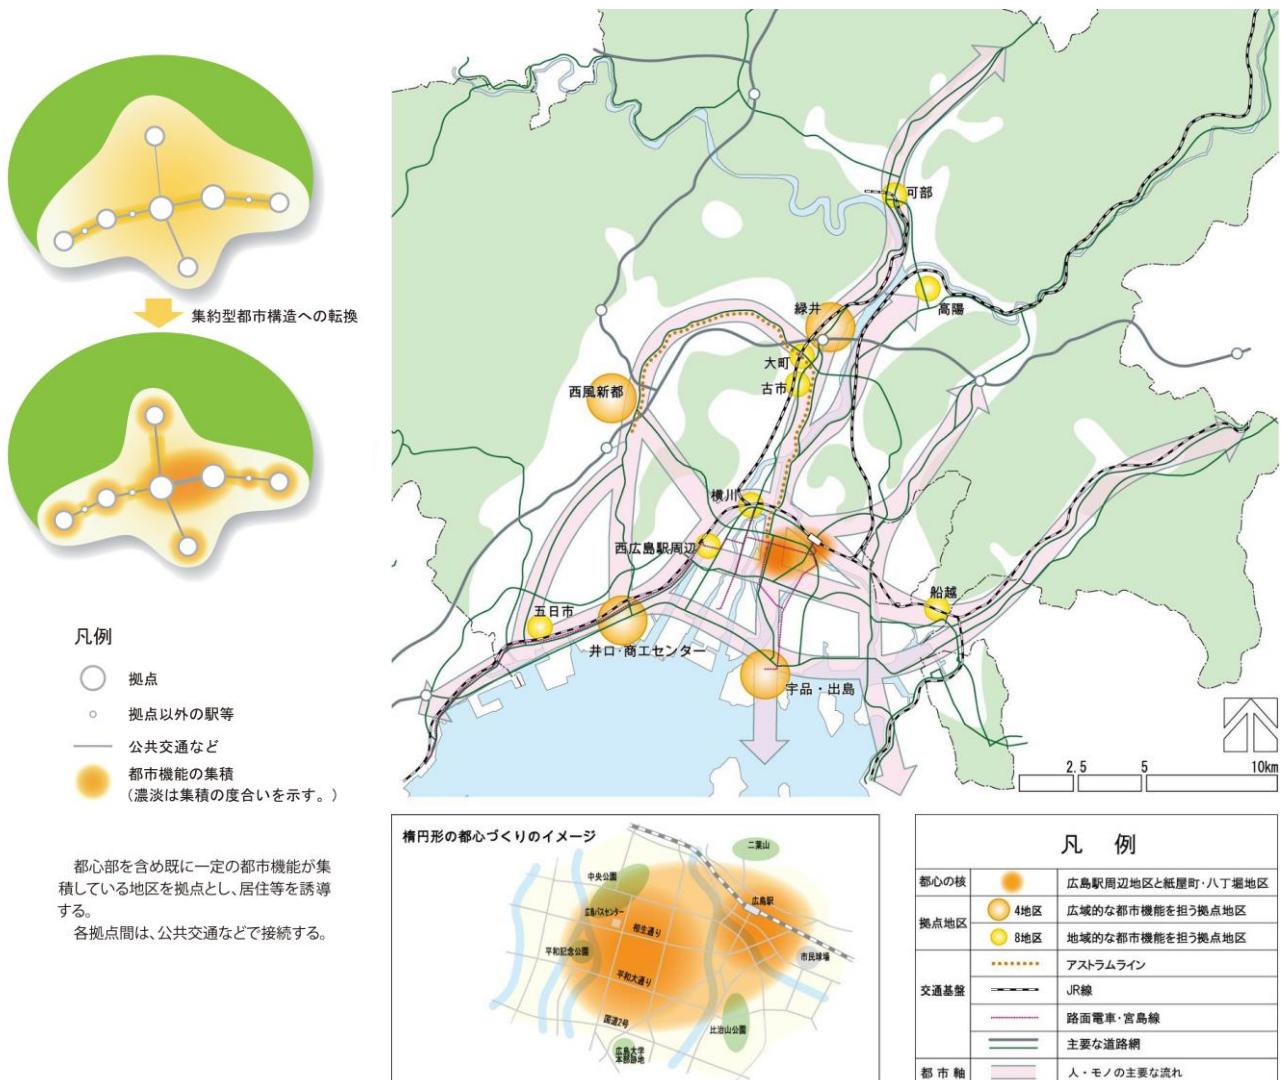 集約型都市構造への転換
凡例
拠点
拠点以外の駅等
公共交通など
都市機能の集積
(濃淡は集積の度合いを示す。)
都心部を含め既に一定の都市機能が集
積している地区を拠点とし、居住等を誘導
する。
各拠点間は、公共交通などで接続する。
可部
高陽
緑井
大町
古市
西風新都
横川
西広島駅周辺
船越
五日市
井口・商工センター
宇品・出島
2.5 5 10km
楕円形の都心づくりのイメージ
二葉山
中央公園
広島駅
広島バスセンター
相生通り
平和記念公園
市民球場
平和大通り
国道2号
比治山公園
広島大学
本部跡地
凡 例
都心の核 広島駅周辺地区と紙屋町・八丁堀地区
拠点地区 4地区 広域的な都市機能を担う拠点地区
8地区 地域的な都市機能を担う拠点地区
交通基盤 アストラムライン
JR線
路面電車・宮島線
主要な道路網
都市軸 人・モノの主要な流れ